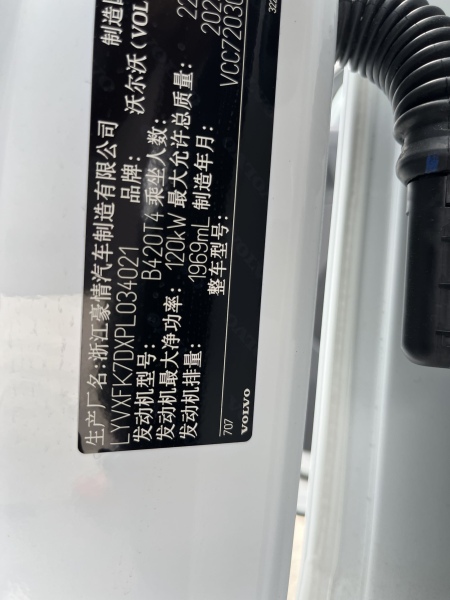 生产厂名:浙江豪情汽车制造有限公司 制造国
LYVXFK7DXPL034021 品牌: 沃尔沃(VOL
发动机型号: B420T4 乘坐人数:
发动机最大净功率: 120kW 最大允许总质量: 22
发动机排量: 1969mL 制造年月: 202
整车型号: VCC7203
707
VOLVO